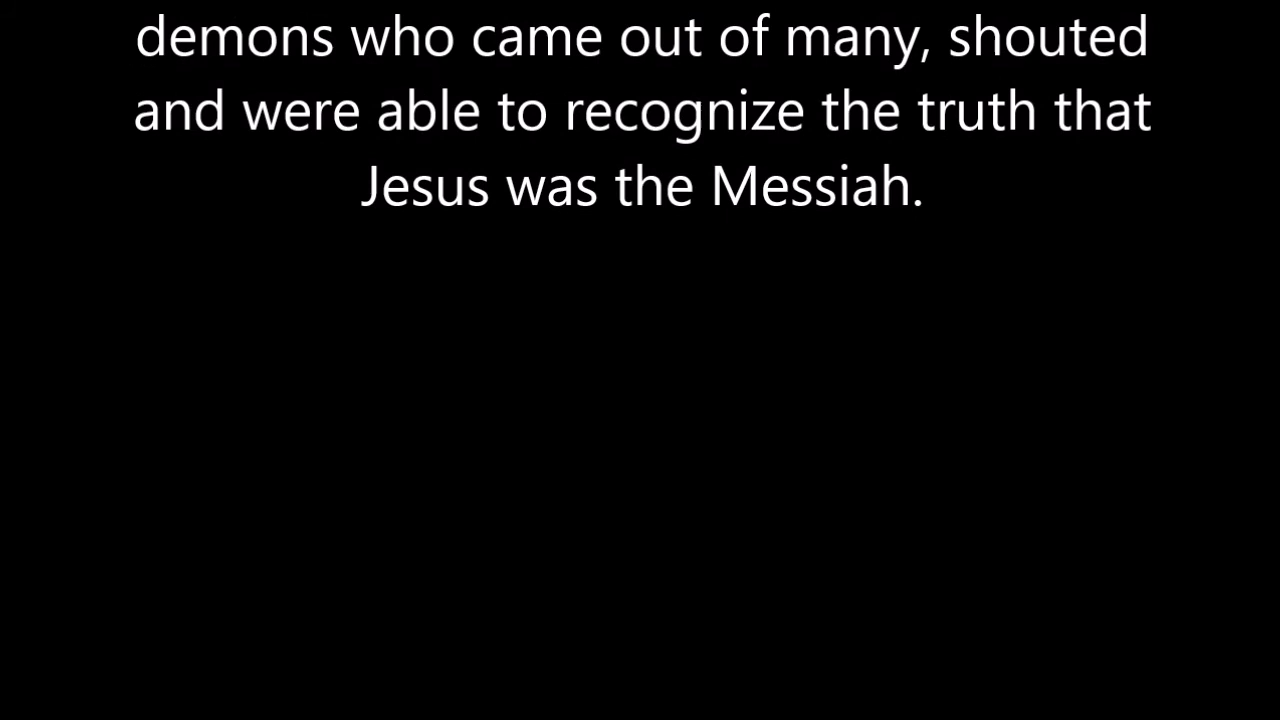 demons who came out of many, shouted
and were able to recognize the truth that
Jesus was the Messiah.